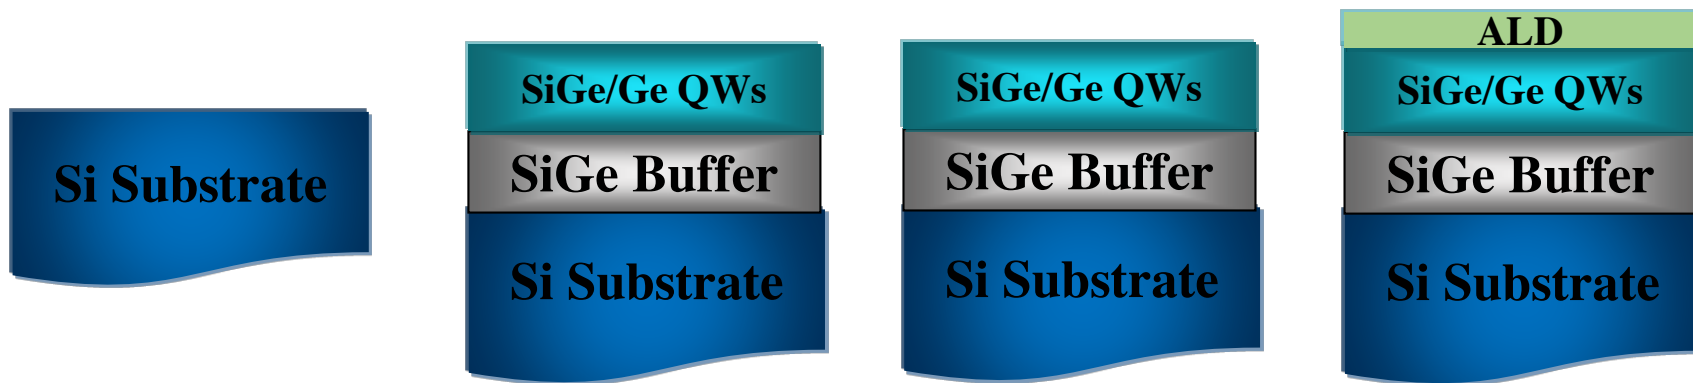 Si Substrate
SiGe/Ge QWs
SiGe Buffer
Si Substrate
SiGe/Ge QWs
SiGe Buffer
Si Substrate
ALD
SiGe/Ge QWs
SiGe Buffer
Si Substrate